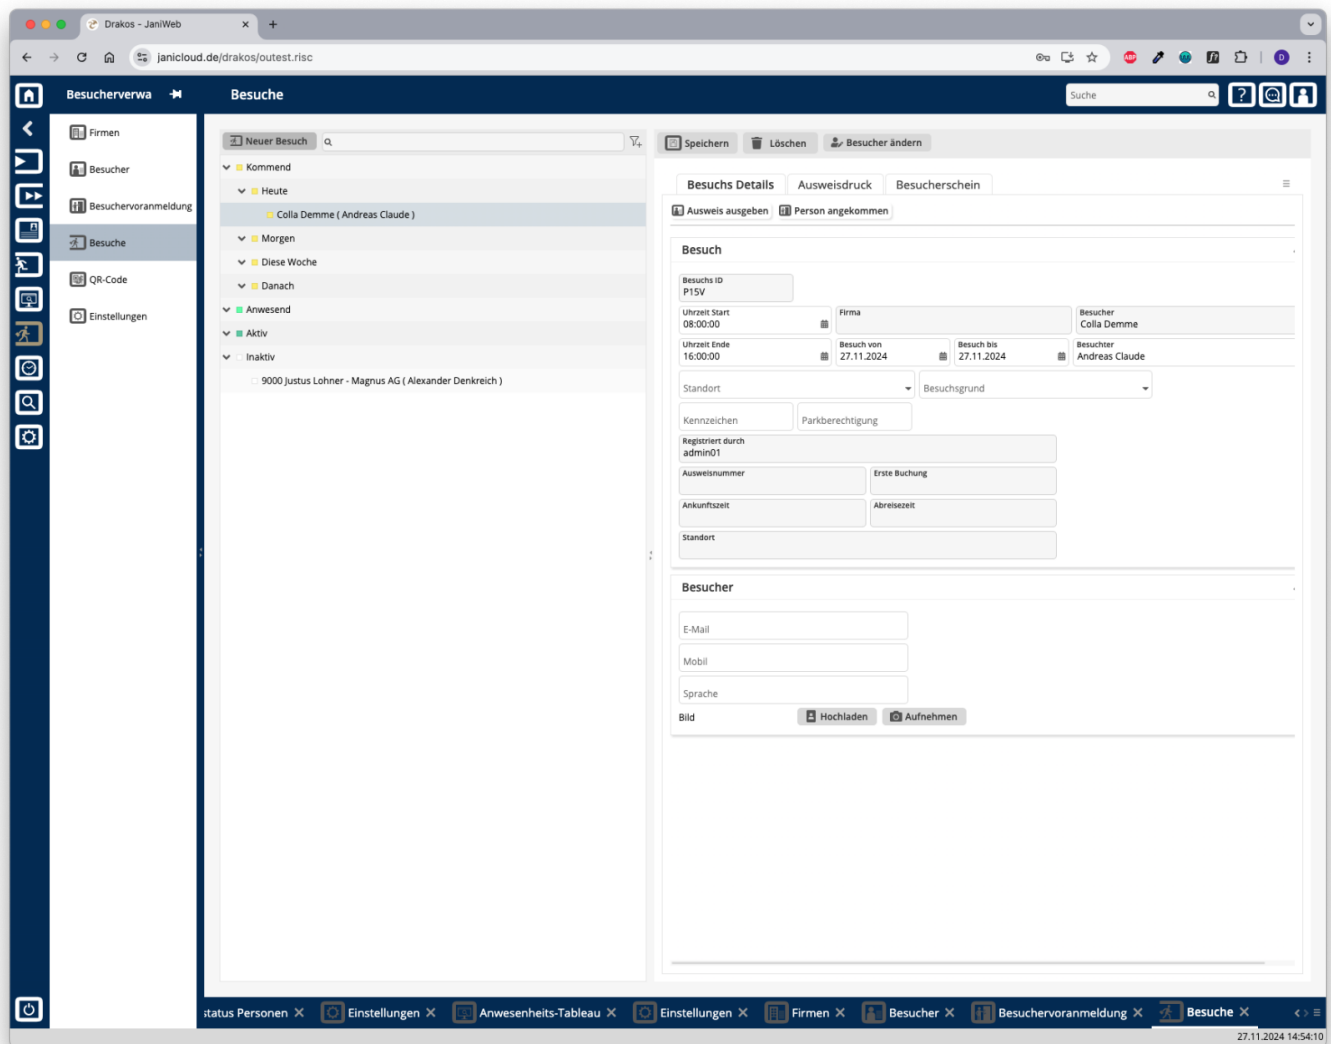 Drakos - JaniWeb
janicloud.de/drakos/outest.risc
ABP
D
Besucherverwa
Besuche
Suche
?
Firmen
Besucher
Besuchervoranmeldung
Besuche
QR-Code
Einstellungen
Neuer Besuch
Kommend
Heute
Colla Demme ( Andreas Claude )
Morgen
Diese Woche
Danach
Anwesend
Aktiv
Inaktiv
9000 Justus Lohner - Magnus AG ( Alexander Denkreich )
Speichern Löschen Besucher ändern
Besuchs Details Ausweisdruck Besucherschein
Ausweis ausgeben Person angekommen
Besuch
Besuchs ID
P15V
Uhrzeit Start Firma Besucher
08:00:00 Colla Demme
Uhrzeit Ende Besuch von Besuch bis Besuchter
16:00:00 27.11.2024 27.11.2024 Andreas Claude
Standort Besuchsgrund
Kennzeichen Parkberechtigung
Registriert durch
admin01
Ausweisnummer Erste Buchung
Ankunftszeit Abreisezeit
Standort
Besucher
E-Mail
Mobil
Sprache
Bild Hochladen Aufnehmen
status Personen Einstellungen Anwesenheits-Tableau Einstellungen Firmen Besucher Besuchervoranmeldung Besuche
27.11.2024 14:54:10